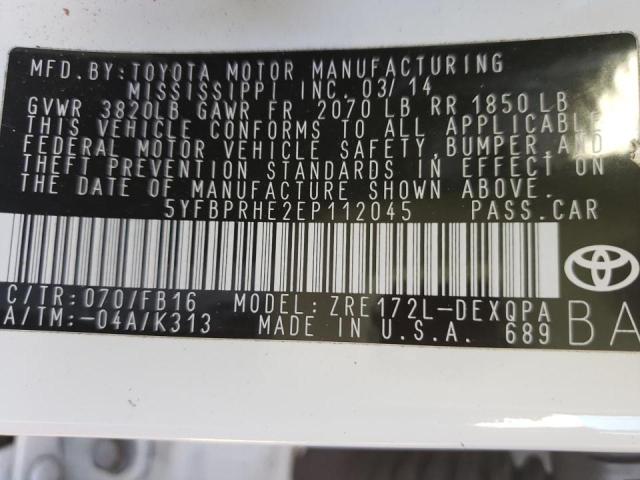 MFD.BY:TOYOTA MOTOR MANUFACTURING
MISSISSIPPI INC. 03/14
GVWR 3820LB GAWR FR 2070 LB RR 1850 LB
THIS VEHICLE CONFORMS TO ALL APPLICABLE
FEDERAL MOTOR VEHICLE SAFETY, BUMPER, AND
THEFT PREVENTION STANDARDS IN EFFECT ON
THE DATE OF MANUFACTURE SHOWN ABOVE.
5YFBPRHE2EP112045 PASS.CAR
C/TR: 070/FB16 MODEL: ZRE172L-DEXQPA
A/TM:-04A/K313 MADE IN U.S.A. 689 BA